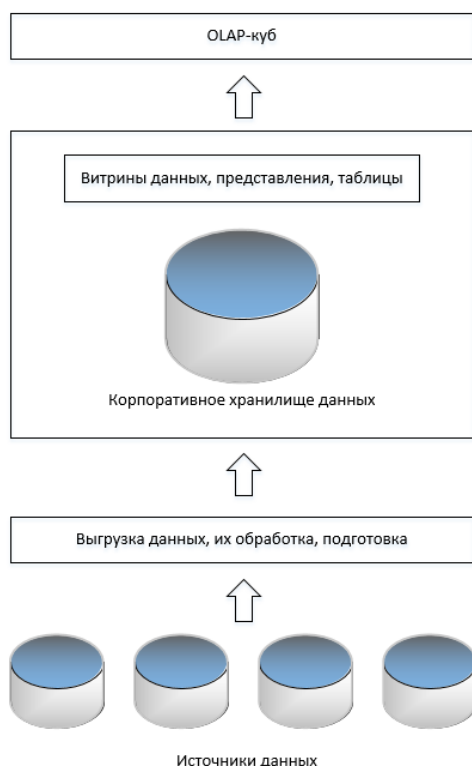 OLAP-куб
Витрины данных, представления, таблицы
Корпоративное хранилище данных
Выгрузка данных, их обработка, подготовка
Источники данных